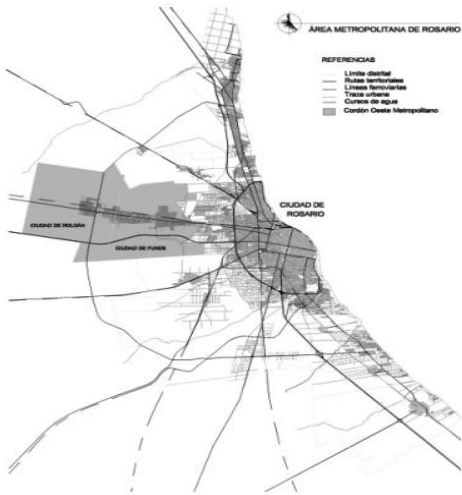 ÁREA METROPOLITANA DE ROSARIO
REFERENCIAS
Límite distrital
Rutas territoriales
Líneas ferroviarias
Traza urbana
Cursos de agua
Cordón Oeste Metropolitano
CIUDAD DE
ROSARIO
CIUDAD DE ROLDÁN
CIUDAD DE FUNES